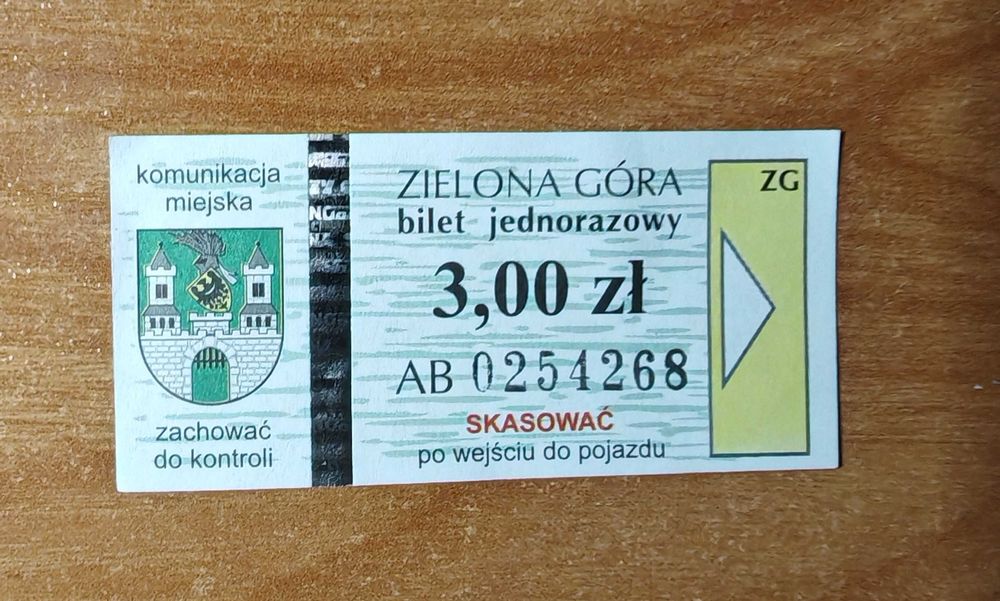 komunikacja
miejska
zachować
do kontroli
ZIELONA GÓRA
bilet jednorazowy
3,00 zł
AB 0254268
SKASOWAĆ
po wejściu do pojazdu
ZG